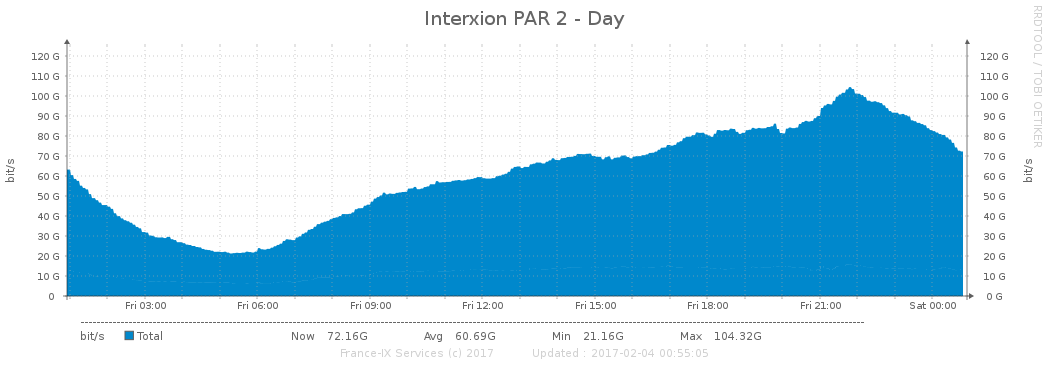 Interxion PAR 2 - Day
RRDTOOL / TOBI OETIKER
bit/s
120 G 120 G
110 G 110 G
100 G 100 G
90 G 90 G
80 G 80 G
70 G 70 G
60 G 60 G
50 G 50 G
40 G 40 G
30 G 30 G
20 G 20 G
10 G 10 G
0 0 G
bit/s
Fri 03:00 Fri 06:00 Fri 09:00 Fri 12:00 Fri 15:00 Fri 18:00 Fri 21:00 Sat 00:00
bit/s Total Now 72.16G Avg 60.69G Min 21.16G Max 104.32G
France-IX Services (c) 2017 Updated : 2017-02-04 00:55:05